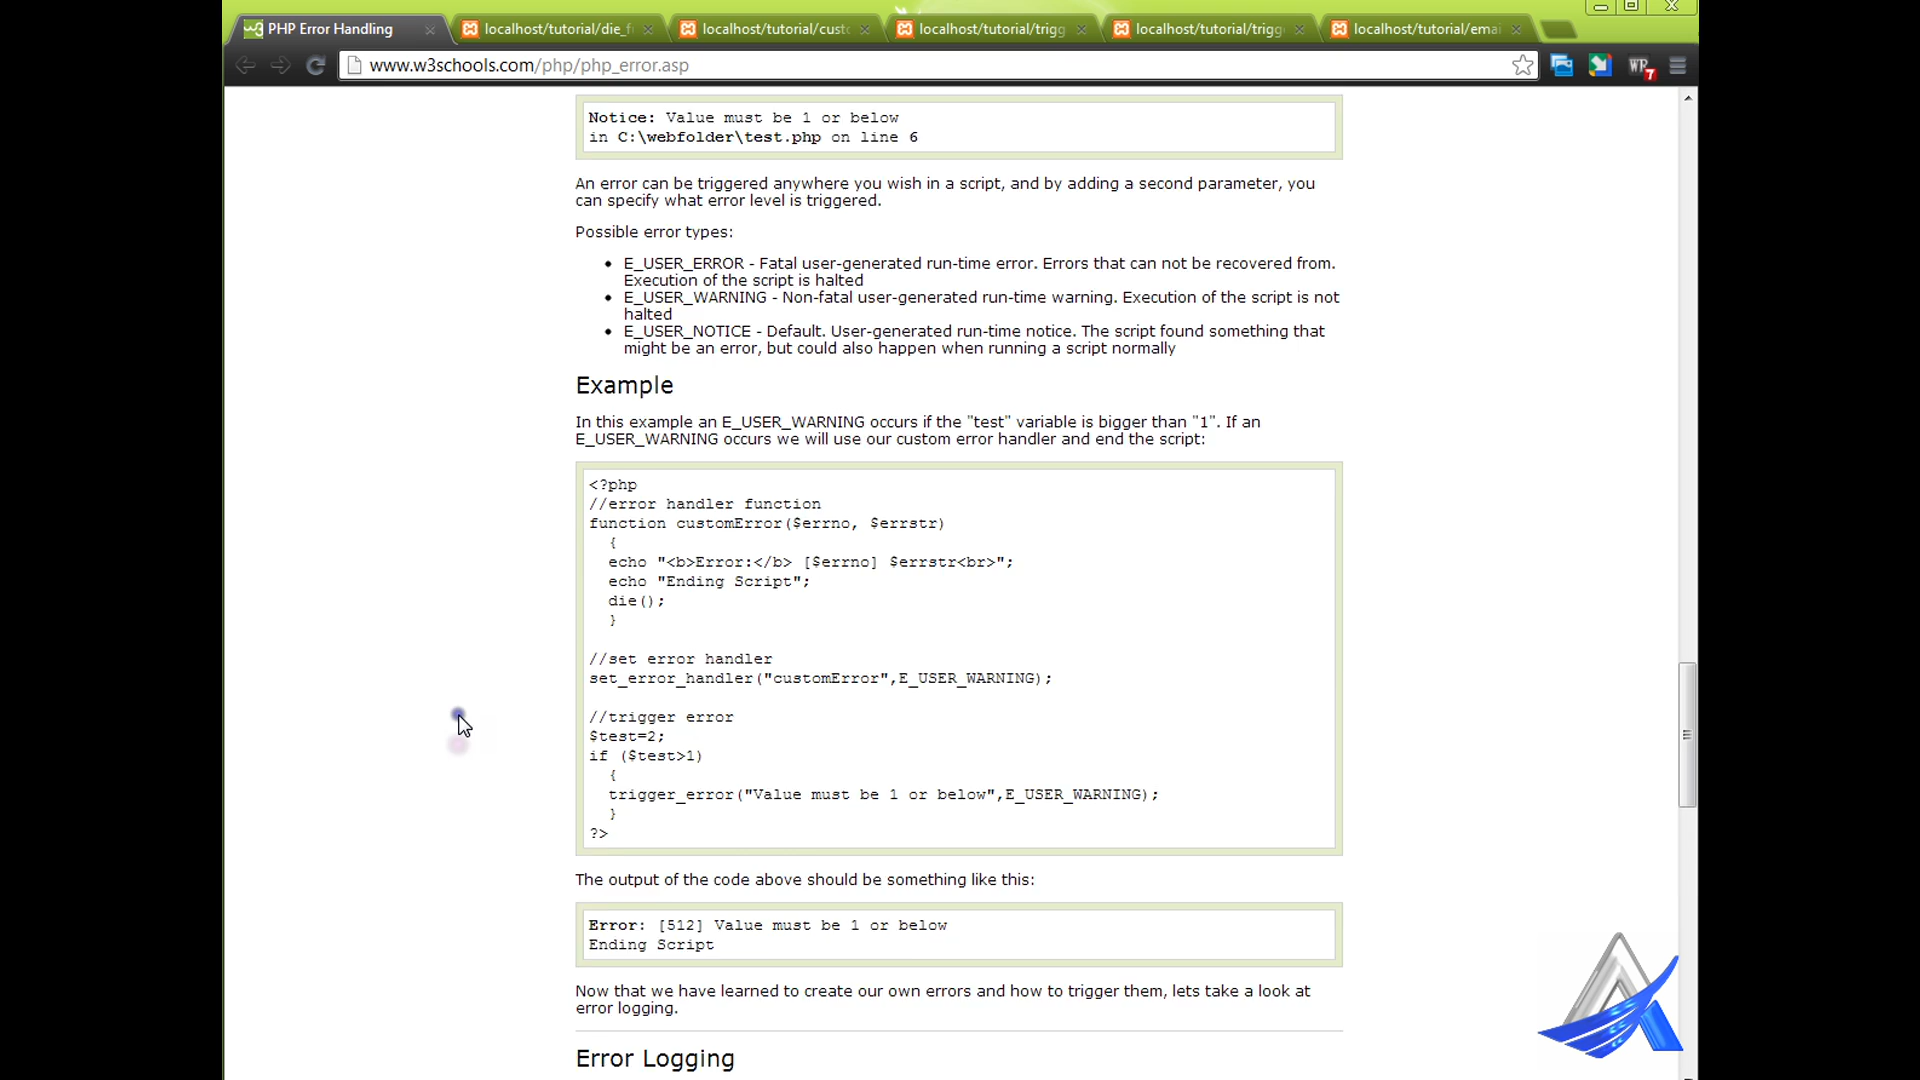 PHP Error Handling
localhost/tutorial/die_f
localhost/tutorial/custo
localhost/tutorial/trigg
localhost/tutorial/trigg
localhost/tutorial/emai
www.w3schools.com/php/php_error.asp
WP
7
Notice: Value must be 1 or below
in C:\webfolder\test.php on line 6
An error can be triggered anywhere you wish in a script, and by adding a second parameter, you
can specify what error level is triggered.
Possible error types:
• E_USER_ERROR - Fatal user-generated run-time error. Errors that can not be recovered from.
Execution of the script is halted
• E_USER_WARNING - Non-fatal user-generated run-time warning. Execution of the script is not
halted
• E_USER_NOTICE - Default. User-generated run-time notice. The script found something that
might be an error, but could also happen when running a script normally
Example
In this example an E_USER_WARNING occurs if the "test" variable is bigger than "1". If an
E_USER_WARNING occurs we will use our custom error handler and end the script:
<?php
//error handler function
function customError($errno, $errstr)
{
echo "<b>Error:</b> [$errno] $errstr<br>";
echo "Ending Script";
die();
}
//set error handler
set_error_handler("customError",E_USER_WARNING);
//trigger error
$test=2;
if ($test>1)
{
trigger_error("Value must be 1 or below",E_USER_WARNING);
}
?>
The output of the code above should be something like this:
Error: [512] Value must be 1 or below
Ending Script
Now that we have learned to create our own errors and how to trigger them, lets take a look at
error logging.
Error Logging